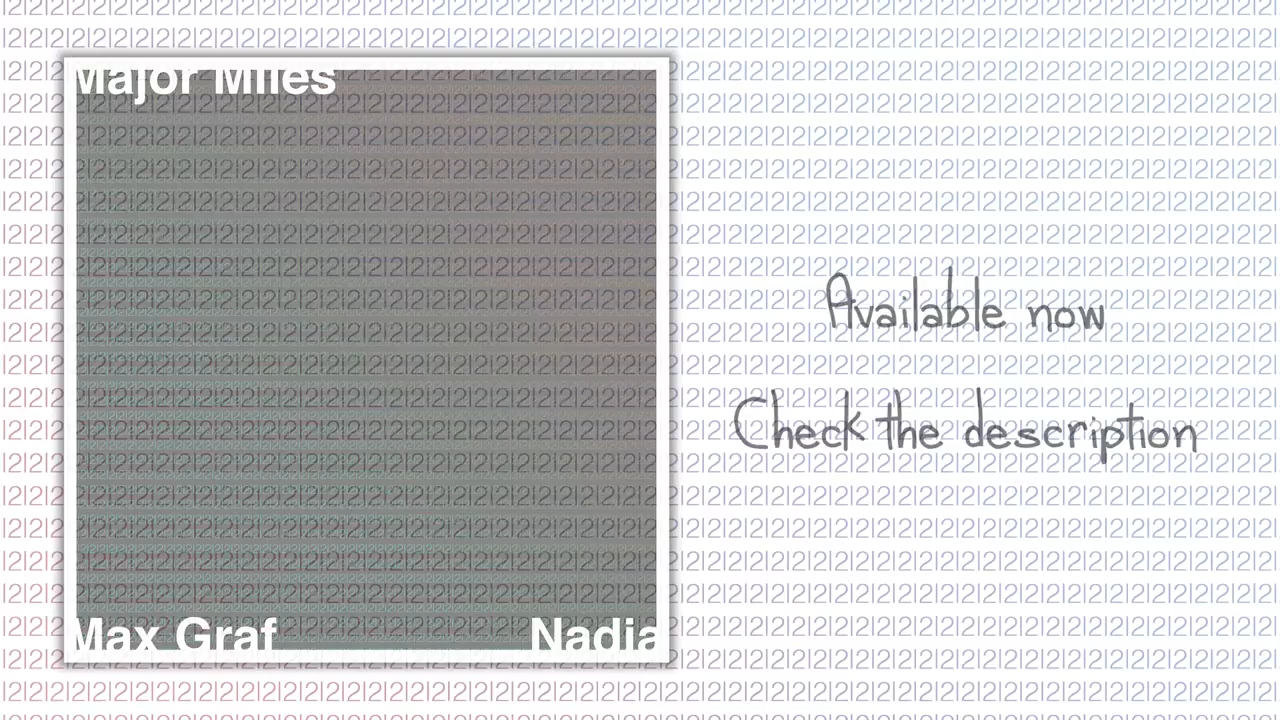 Major Miles
Available now
Check the description
Max Graf
Nadia